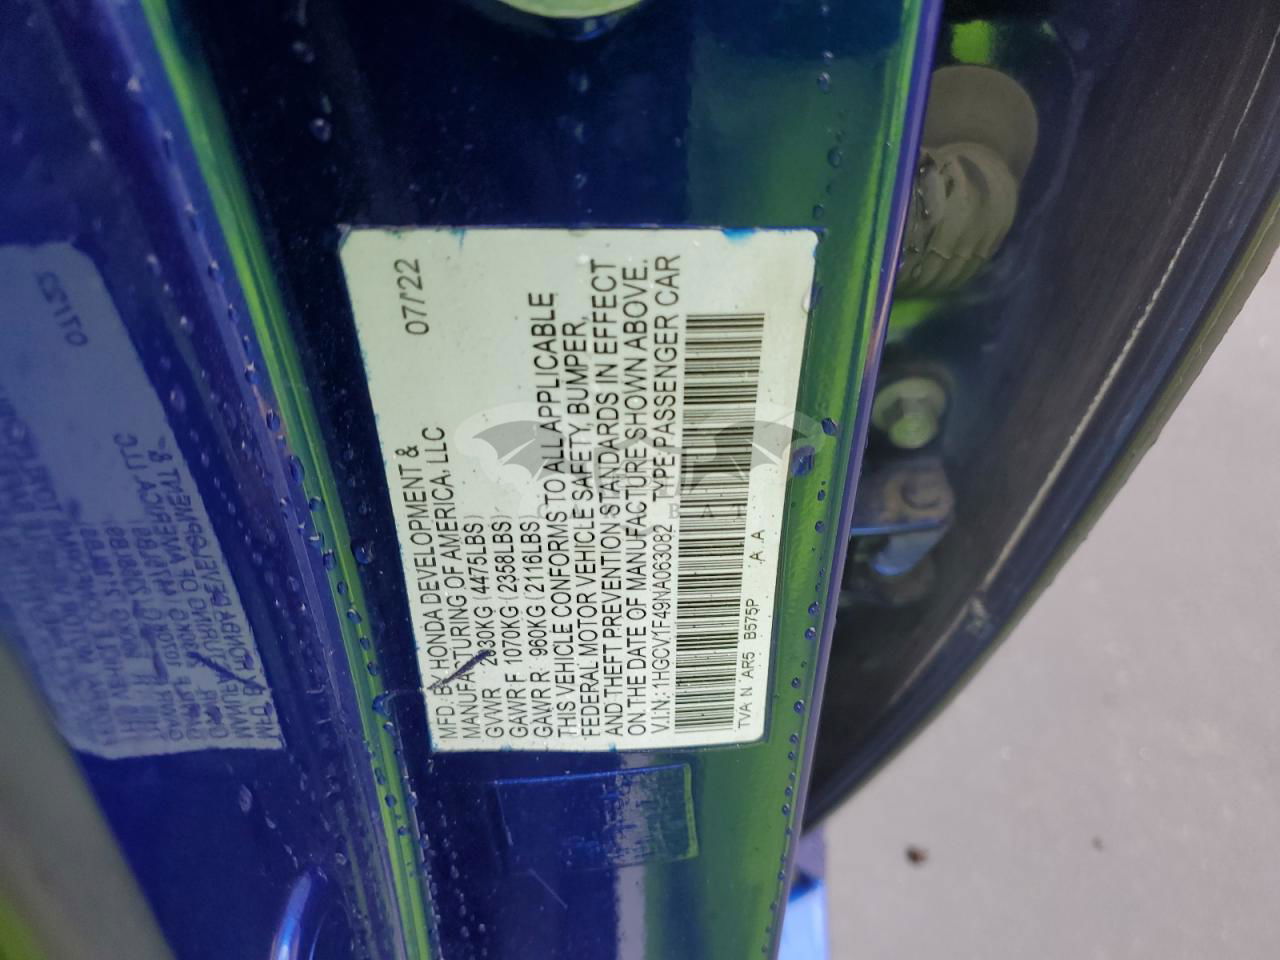 MFD. BY HONDA DEVELOPMENT &
MANUFACTURING OF AMERICA, LLC 07/22
GVWR 2030KG 4475LBS)
GAWR F 1070KG (2358LBS)
GAWR R 960KG (2116LBS)
THIS VEHICLE CONFORMS TO ALL APPLICABLE
FEDERAL MOTOR VEHICLE SAFETY, BUMPER,
AND THEFT PREVENTION STANDARDS IN EFFECT
ON THE DATE OF MANUFACTURE SHOWN ABOVE.
V.I.N.: 1HGCV1F49NA063082 TYPE: PASSENGER CAR
TVA N AR5 B575P A A